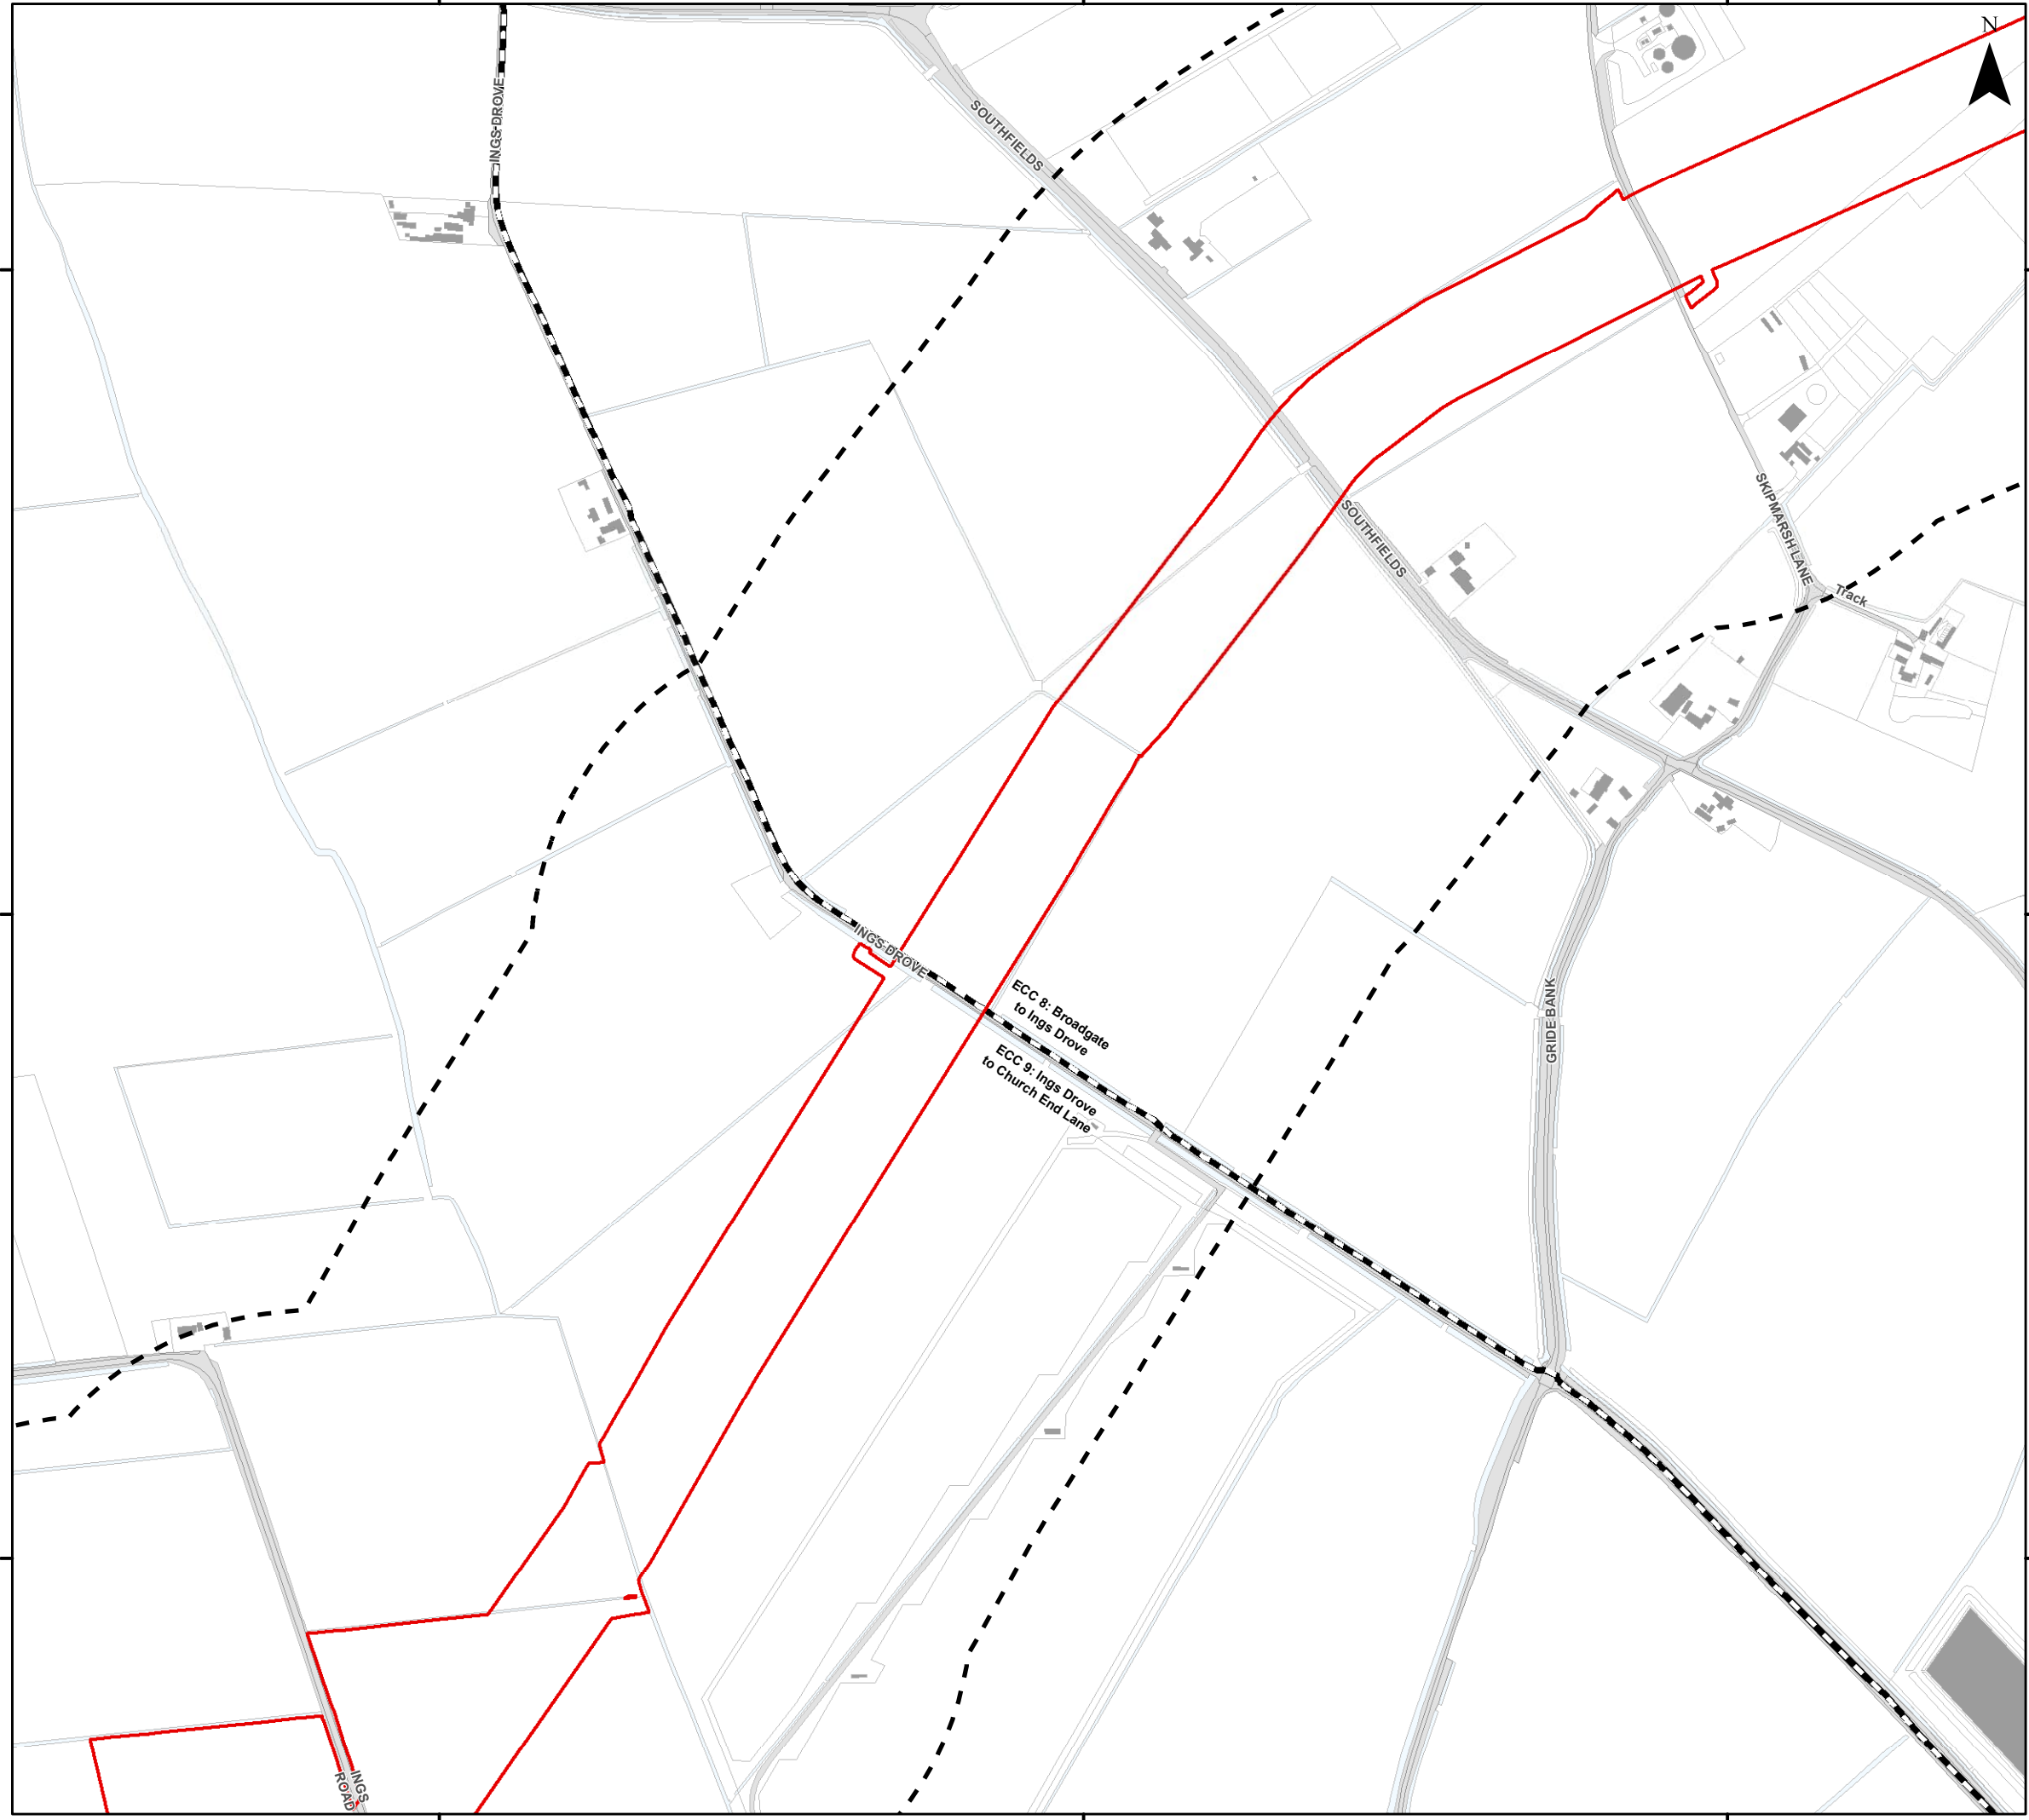 N
INGS DROVE
SOUTHFIELDS
SOUTHFIELDS
SKIPMARSH LANE
Track
INGS DROVE
ECC 8: Broadgate
to Ings Drove
ECC 9: Ings Drove
to Church End Lane
GRIDE BANK
INGS
ROAD